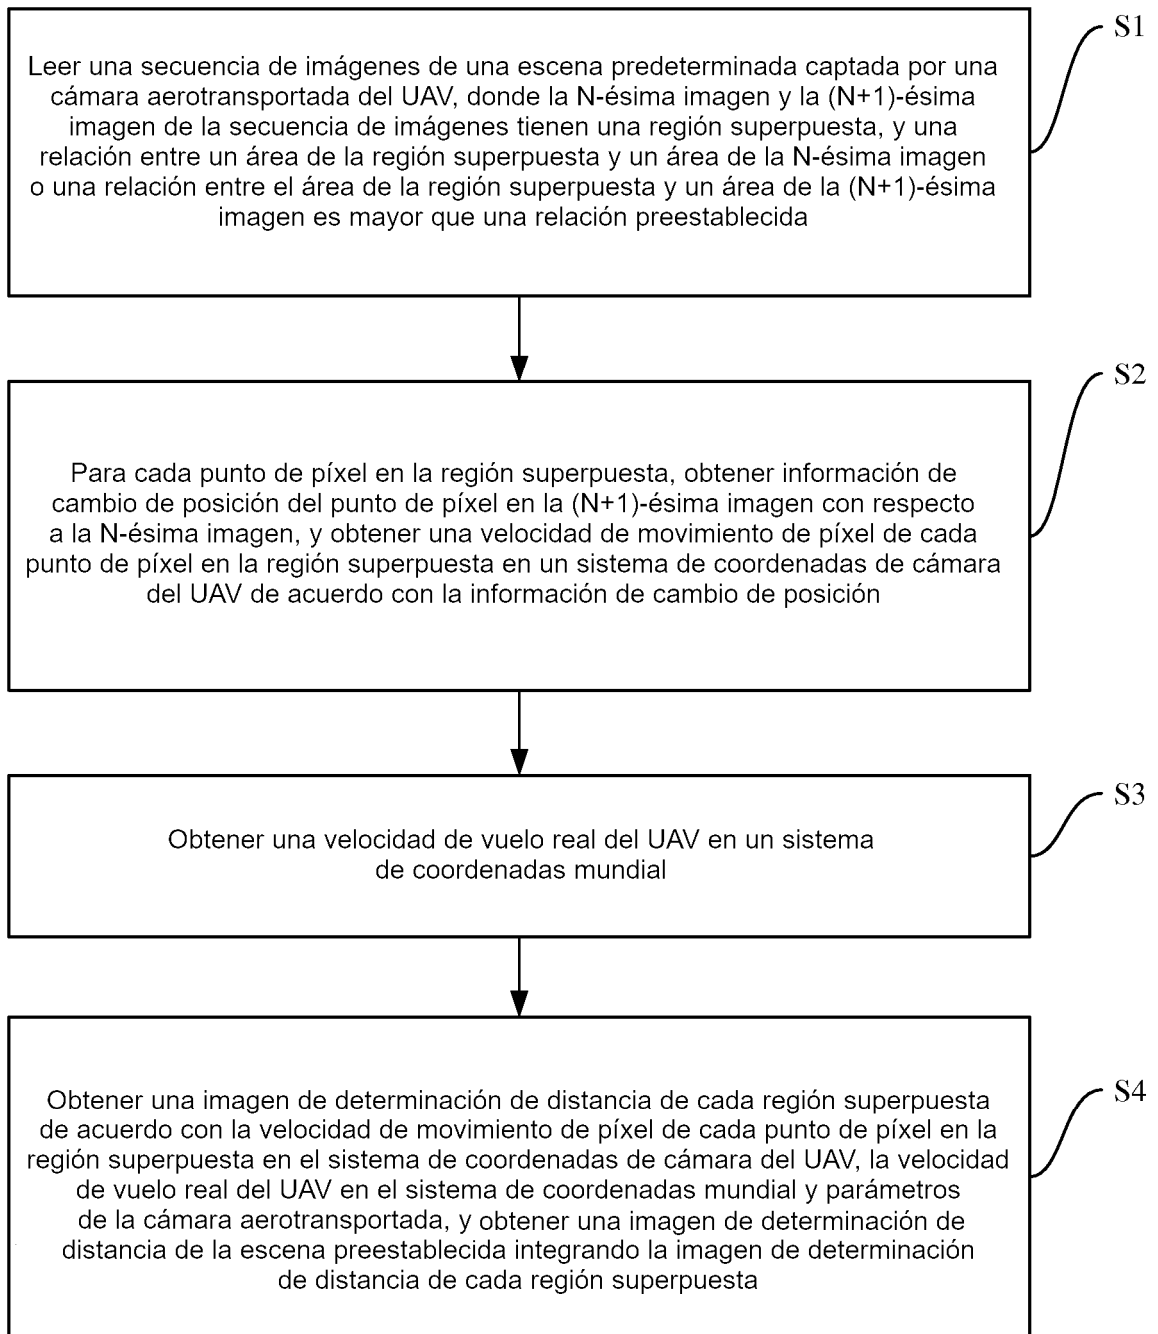 S1
Leer una secuencia de imágenes de una escena predeterminada captada por una
cámara aerotransportada del UAV, donde la N-ésima imagen y la (N+1)-ésima
imagen de la secuencia de imágenes tienen una región superpuesta, y una
relación entre un área de la región superpuesta y un área de la N-ésima imagen
o una relación entre el área de la región superpuesta y un área de la (N+1)-ésima
imagen es mayor que una relación preestablecida
S2
Para cada punto de píxel en la región superpuesta, obtener información de
cambio de posición del punto de píxel en la (N+1)-ésima imagen con respecto
a la N-ésima imagen, y obtener una velocidad de movimiento de píxel de cada
punto de píxel en la región superpuesta en un sistema de coordenadas de cámara
del UAV de acuerdo con la información de cambio de posición
S3
Obtener una velocidad de vuelo real del UAV en un sistema
de coordenadas mundial
S4
Obtener una imagen de determinación de distancia de cada región superpuesta
de acuerdo con la velocidad de movimiento de píxel de cada punto de píxel en la
región superpuesta en el sistema de coordenadas de cámara del UAV, la velocidad
de vuelo real del UAV en el sistema de coordenadas mundial y parámetros
de la cámara aerotransportada, y obtener una imagen de determinación de
distancia de la escena preestablecida integrando la imagen de determinación
de distancia de cada región superpuesta